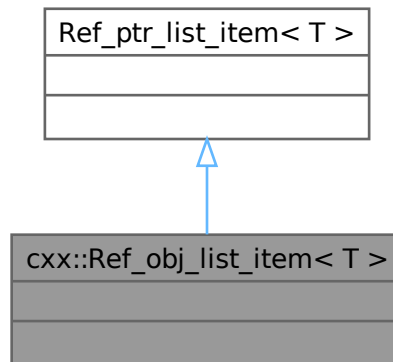 Ref_ptr_list_item< T >
cxx::Ref_obj_list_item< T >